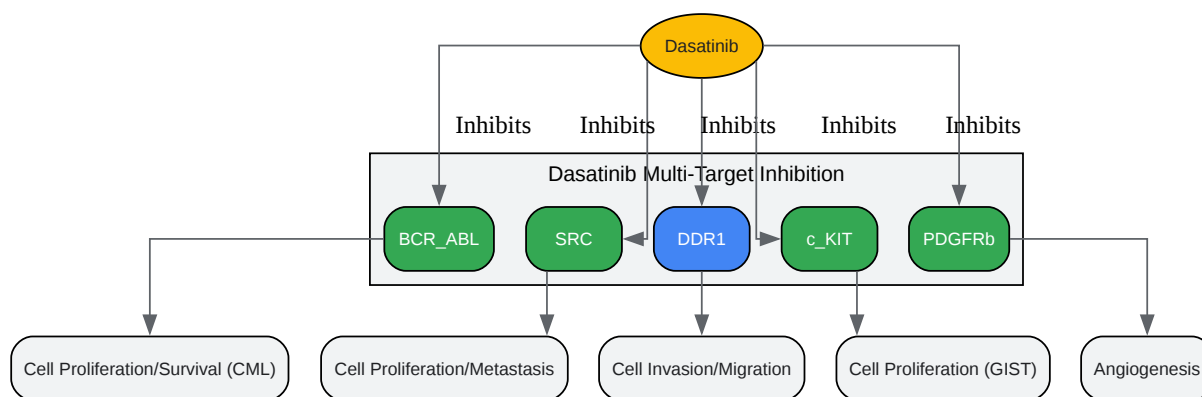 Dasatinib
Inhibits Inhibits Inhibits Inhibits Inhibits
Dasatinib Multi-Target Inhibition
BCR_ABL SRC DDR1 c_KIT PDGFRb
Cell Proliferation/Survival (CML) Cell Proliferation/Metastasis Cell Invasion/Migration Cell Proliferation (GIST) Angiogenesis